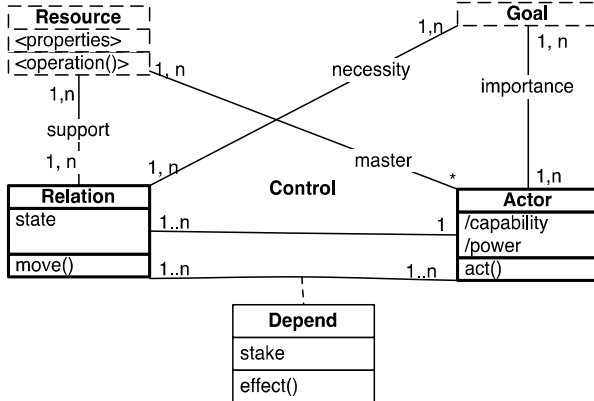 Resource
<properties>
<operation()>
Goal
1,n
1, n
1,n
1, n
necessity
importance
support
1, n
1, n
master
*
1,n
Control
Relation
state
move()
Actor
/capability
/power
act()
1..n
1
1..n
1..n
Depend
stake
effect()